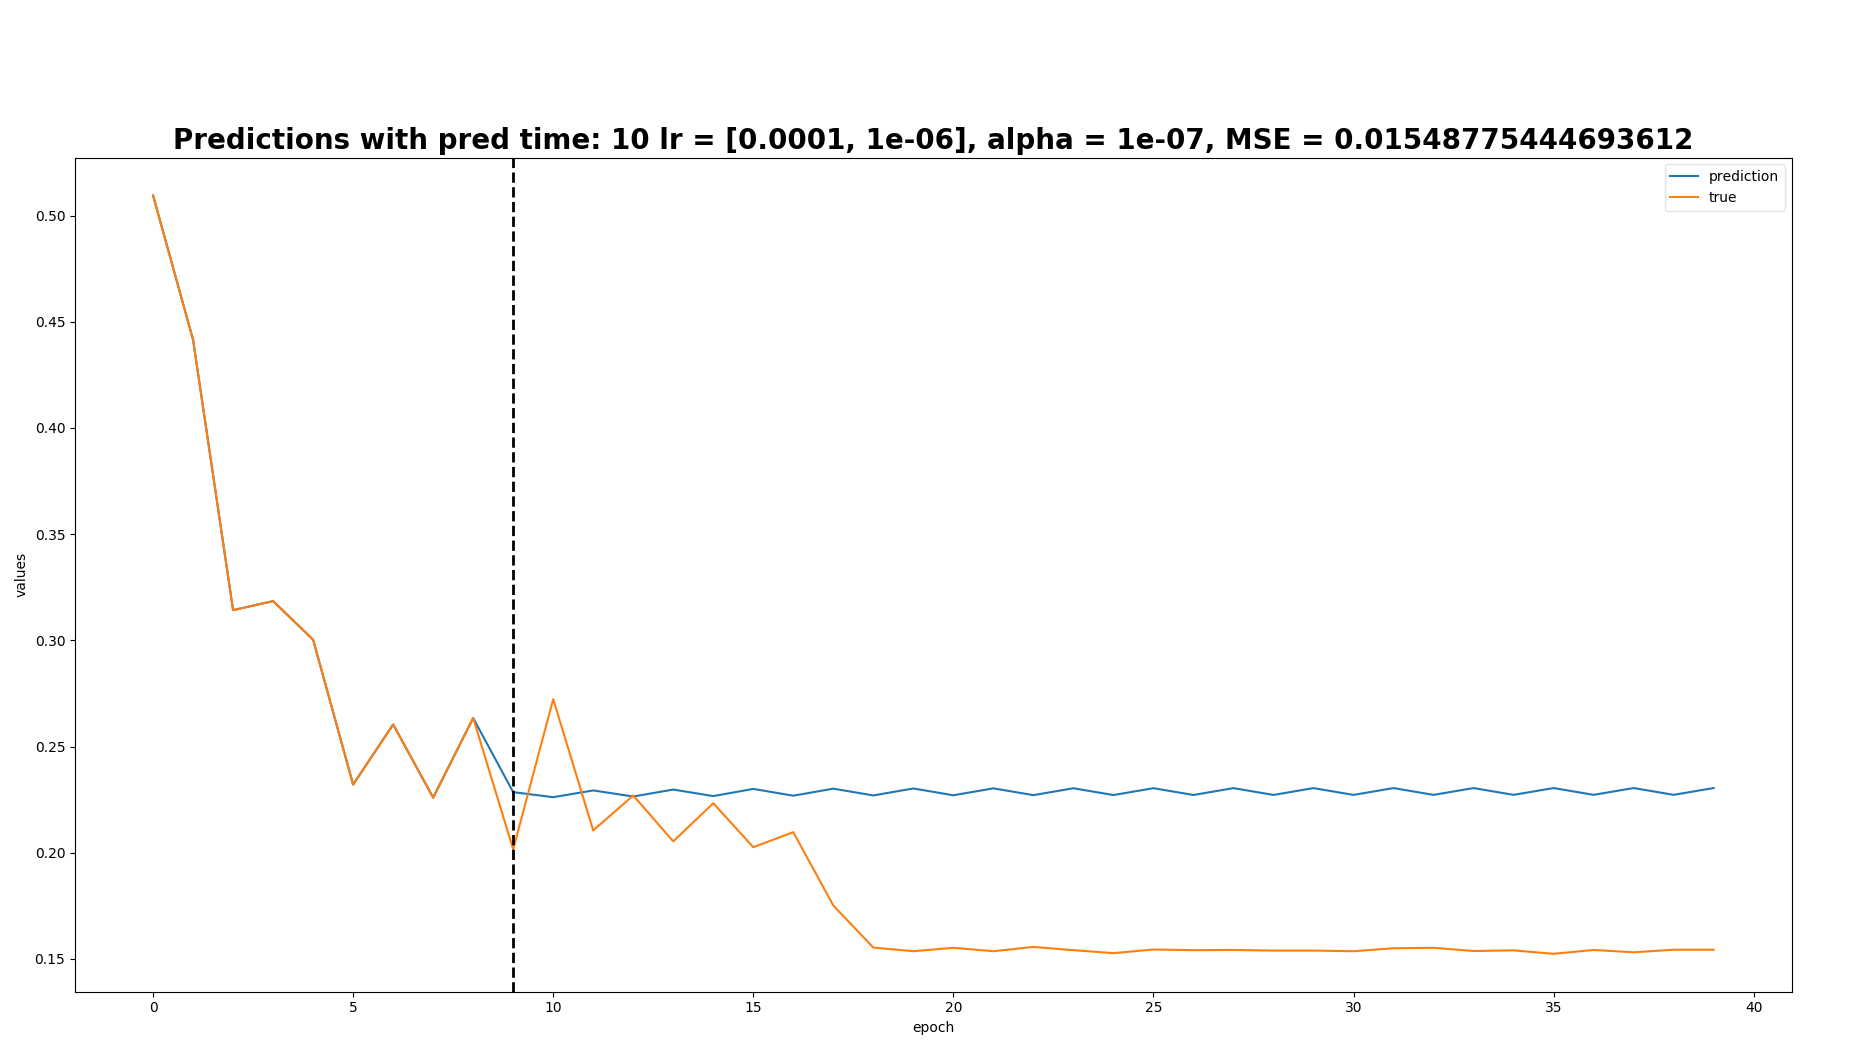 Predictions with pred time: 10 lr = [0.0001, 1e-06], alpha = 1e-07, MSE = 0.01548775444693612
prediction
true
0.50
0.45
0.40
0.35
0.30
0.25
0.20
0.15
values
0 5 10 15 20 25 30 35 40
epoch